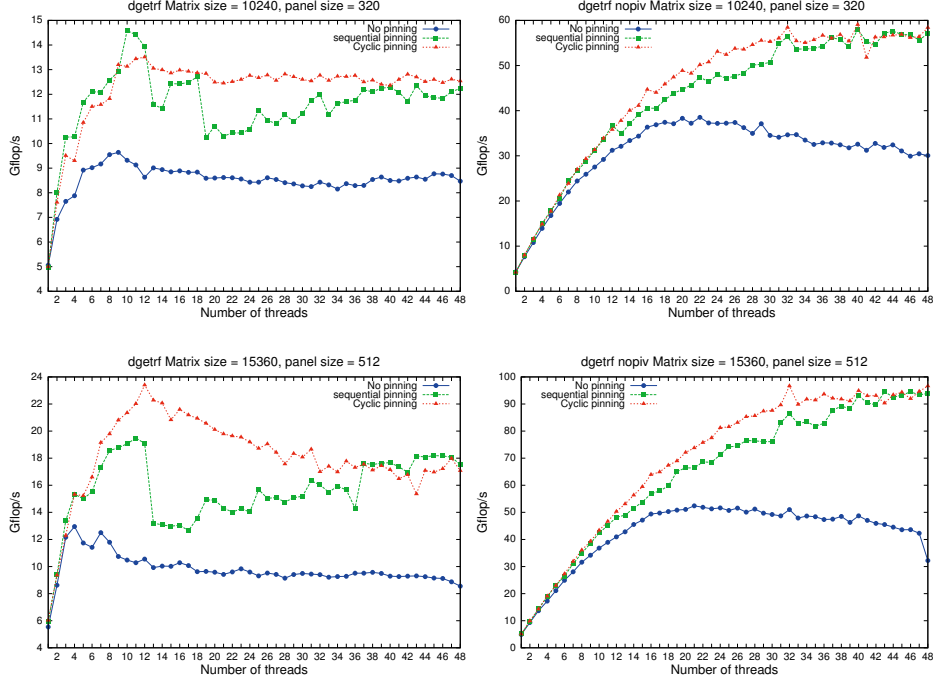 dgetrf Matrix size = 10240, panel size = 320
15
14
13
12
11
10
9
8
7
6
5
4
Gflop/s
No pinning
sequential pinning
Cyclic pinning
2 4 6 8 10 12 14 16 18 20 22 24 26 28 30 32 34 36 38 40 42 44 46 48
Number of threads
dgetrf nopiv Matrix size = 10240, panel size = 320
60
50
40
30
20
10
0
Gflop/s
No pinning
sequential pinning
Cyclic pinning
2 4 6 8 10 12 14 16 18 20 22 24 26 28 30 32 34 36 38 40 42 44 46 48
Number of threads
dgetrf Matrix size = 15360, panel size = 512
24
22
20
18
16
14
12
10
8
6
4
Gflop/s
No pinning
sequential pinning
Cyclic pinning
2 4 6 8 10 12 14 16 18 20 22 24 26 28 30 32 34 36 38 40 42 44 46 48
Number of threads
dgetrf nopiv Matrix size = 15360, panel size = 512
100
90
80
70
60
50
40
30
20
10
0
Gflop/s
No pinning
sequential pinning
Cyclic pinning
2 4 6 8 10 12 14 16 18 20 22 24 26 28 30 32 34 36 38 40 42 44 46 48
Number of threads